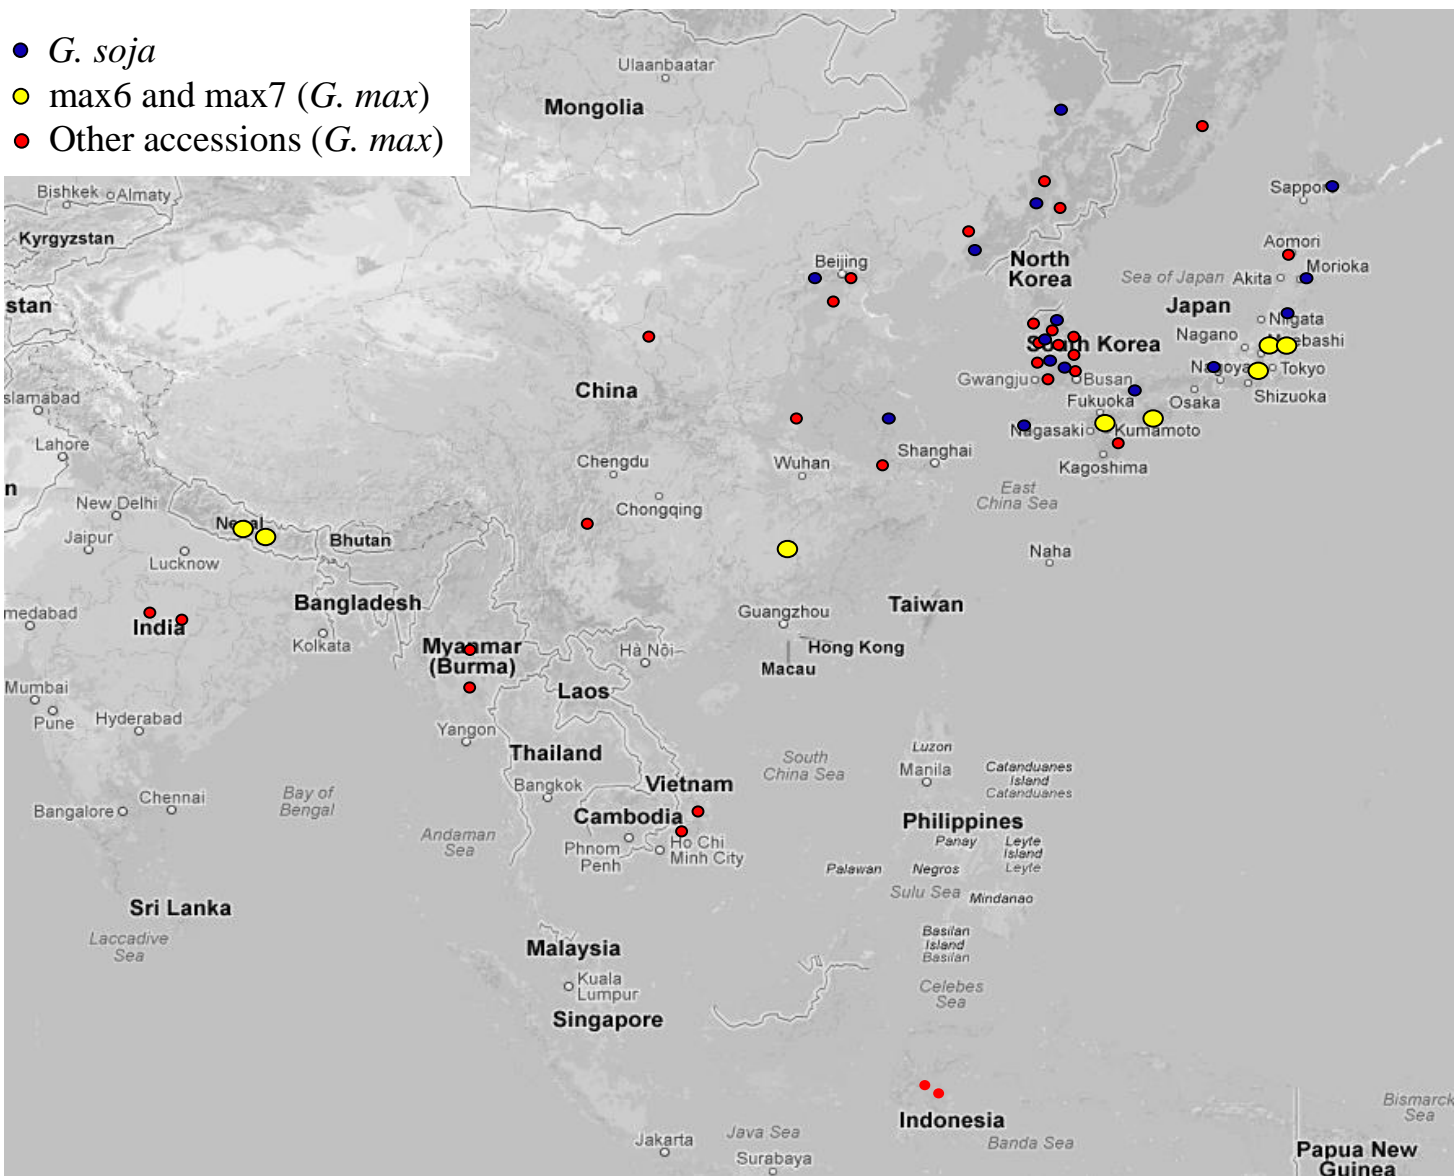 G. soja
max6 and max7 (G. max)
Other accessions (G. max)
Ulaanbaatar
Mongolia
Bishkek
Almaty
Kyrgyzstan
stan
Sapporo
Aomori
Morioka
Akita
Sea of Japan
North
Korea
Beijing
Japan
Niigata
Nagano
Maebashi
South Korea
Nagoya
Tokyo
Shizuoka
Osaka
Gwangju
Busan
Fukuoka
Nagasaki
Kumamoto
Kagoshima
China
slamabad
Lahore
n
Chengdu
Chongqing
Wuhan
Shanghai
East
China Sea
New Delhi
Nepal
Bhutan
Jaipur
Lucknow
Naha
Bangladesh
medabad
India
Kolkata
Guangzhou
Taiwan
Hong Kong
Macau
Myanmar
(Burma)
Hà Nội
Laos
Mumbai
Pune
Hyderabad
Yangon
Thailand
Bangkok
Vietnam
South
China Sea
Luzon
Manila
Catanduanes
Island
Catanduanes
Bangalore
Chennai
Bay of
Bengal
Andaman
Sea
Cambodia
Phnom
Penh
Ho Chi
Minh City
Philippines
Panay
Leyte
Island
Leyte
Palawan
Negros
Sulu Sea
Mindanao
Sri Lanka
Laccadive
Sea
Basilan
Island
Basilan
Malaysia
Kuala
Lumpur
Singapore
Celebes
Sea
Indonesia
Jakarta
Java Sea
Surabaya
Banda Sea
Bismarck
Sea
Papua New
Guinea